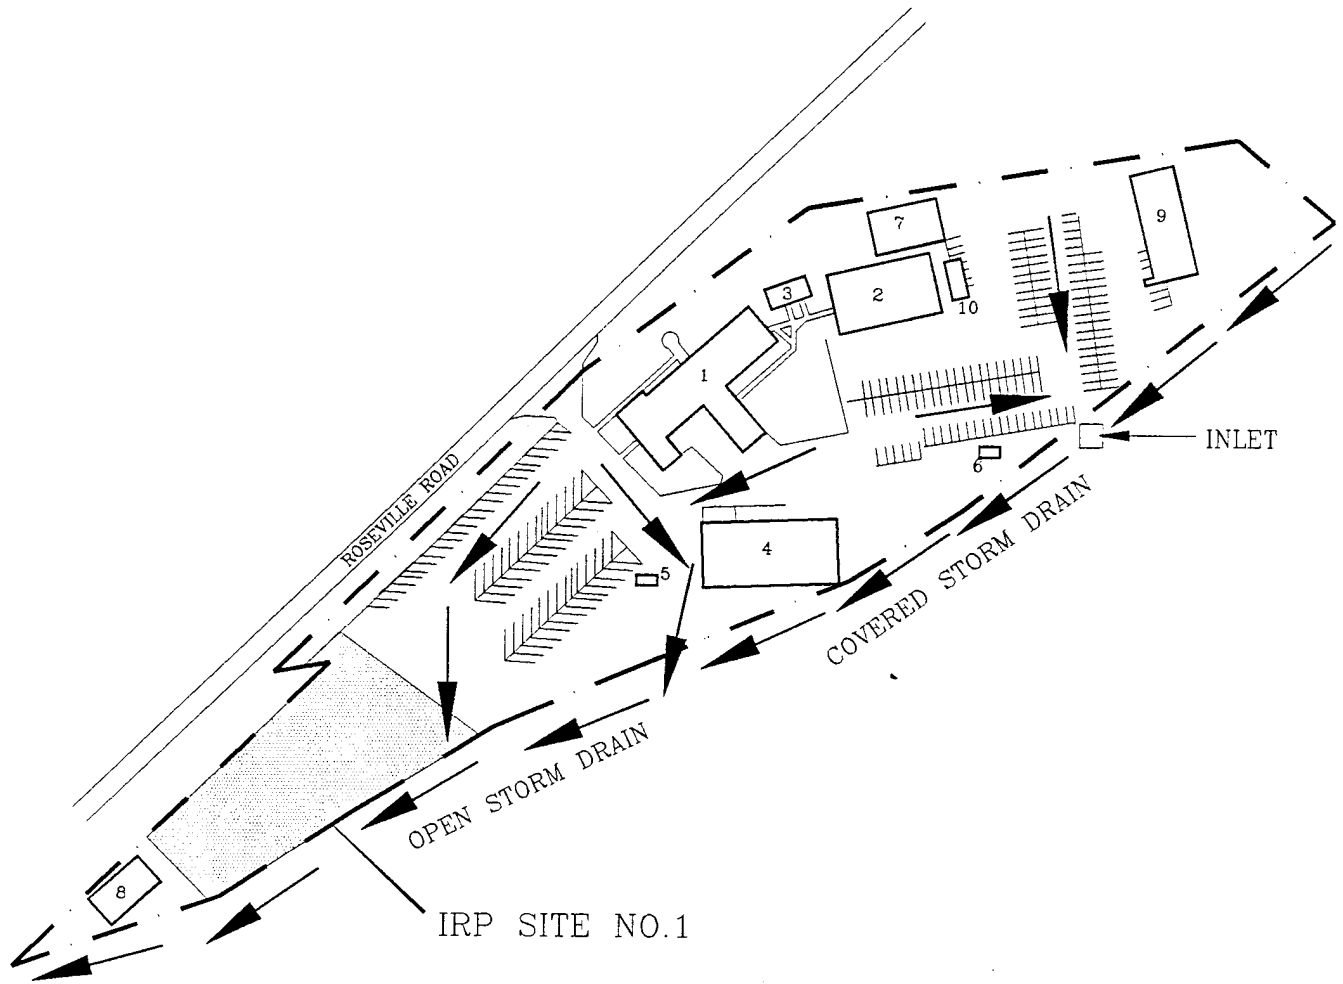 7
9
3
2
10
1
INLET
6
ROSEVILLE ROAD
4
5
COVERED STORM DRAIN
OPEN STORM DRAIN
8
IRP SITE NO.1